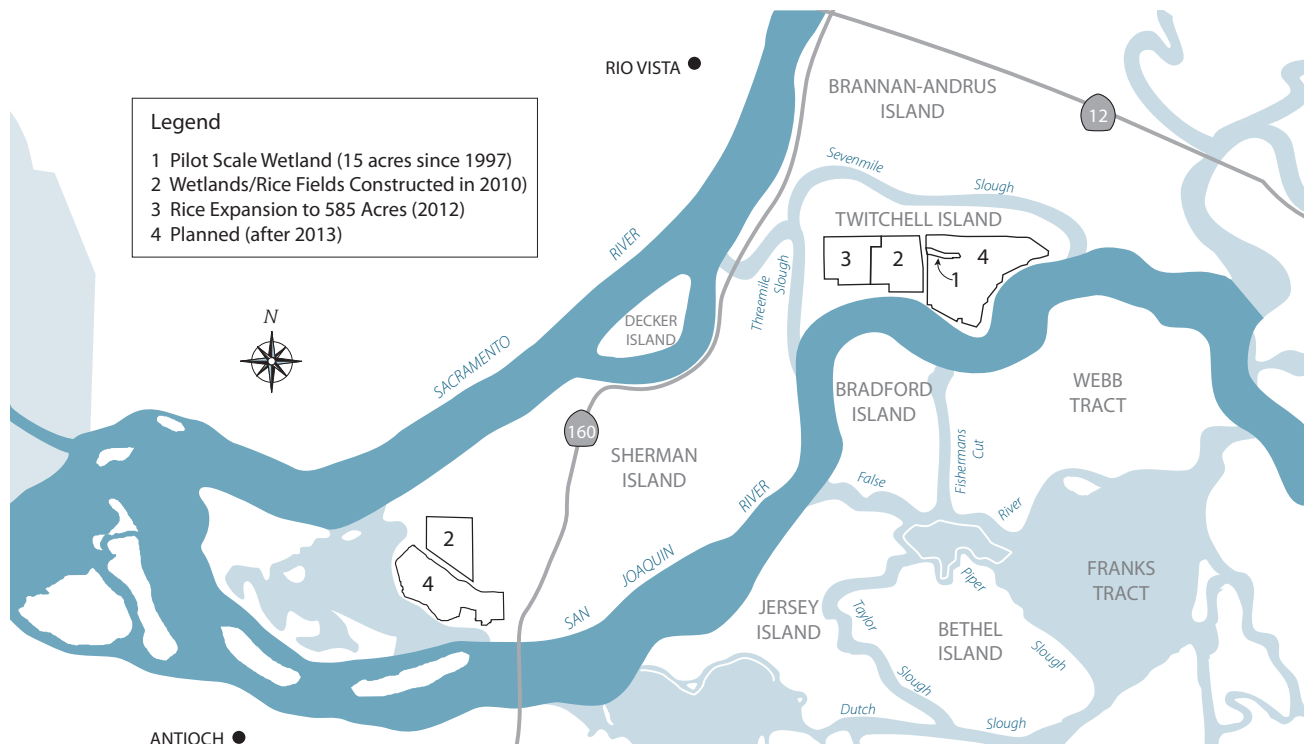 RIO VISTA
BRANNAN-ANDRUS
ISLAND
12
Legend
1 Pilot Scale Wetland (15 acres since 1997)
2 Wetlands/Rice Fields Constructed in 2010)
3 Rice Expansion to 585 Acres (2012)
4 Planned (after 2013)
Sevenmile
Slough
TWITCHELL ISLAND
3
2
4
1
RIVER
SACRAMENTO
Threemile
Slough
DECKER
ISLAND
N
BRADFORD
ISLAND
WEBB
TRACT
160
SHERMAN
ISLAND
Fishermans
Cut
False
River
RIVER
JOAQUIN
SAN
2
4
FRANKS
TRACT
Piper
Slough
JERSEY
ISLAND
Taylor
Slough
BETHEL
ISLAND
Dutch
Slough
ANTIOCH